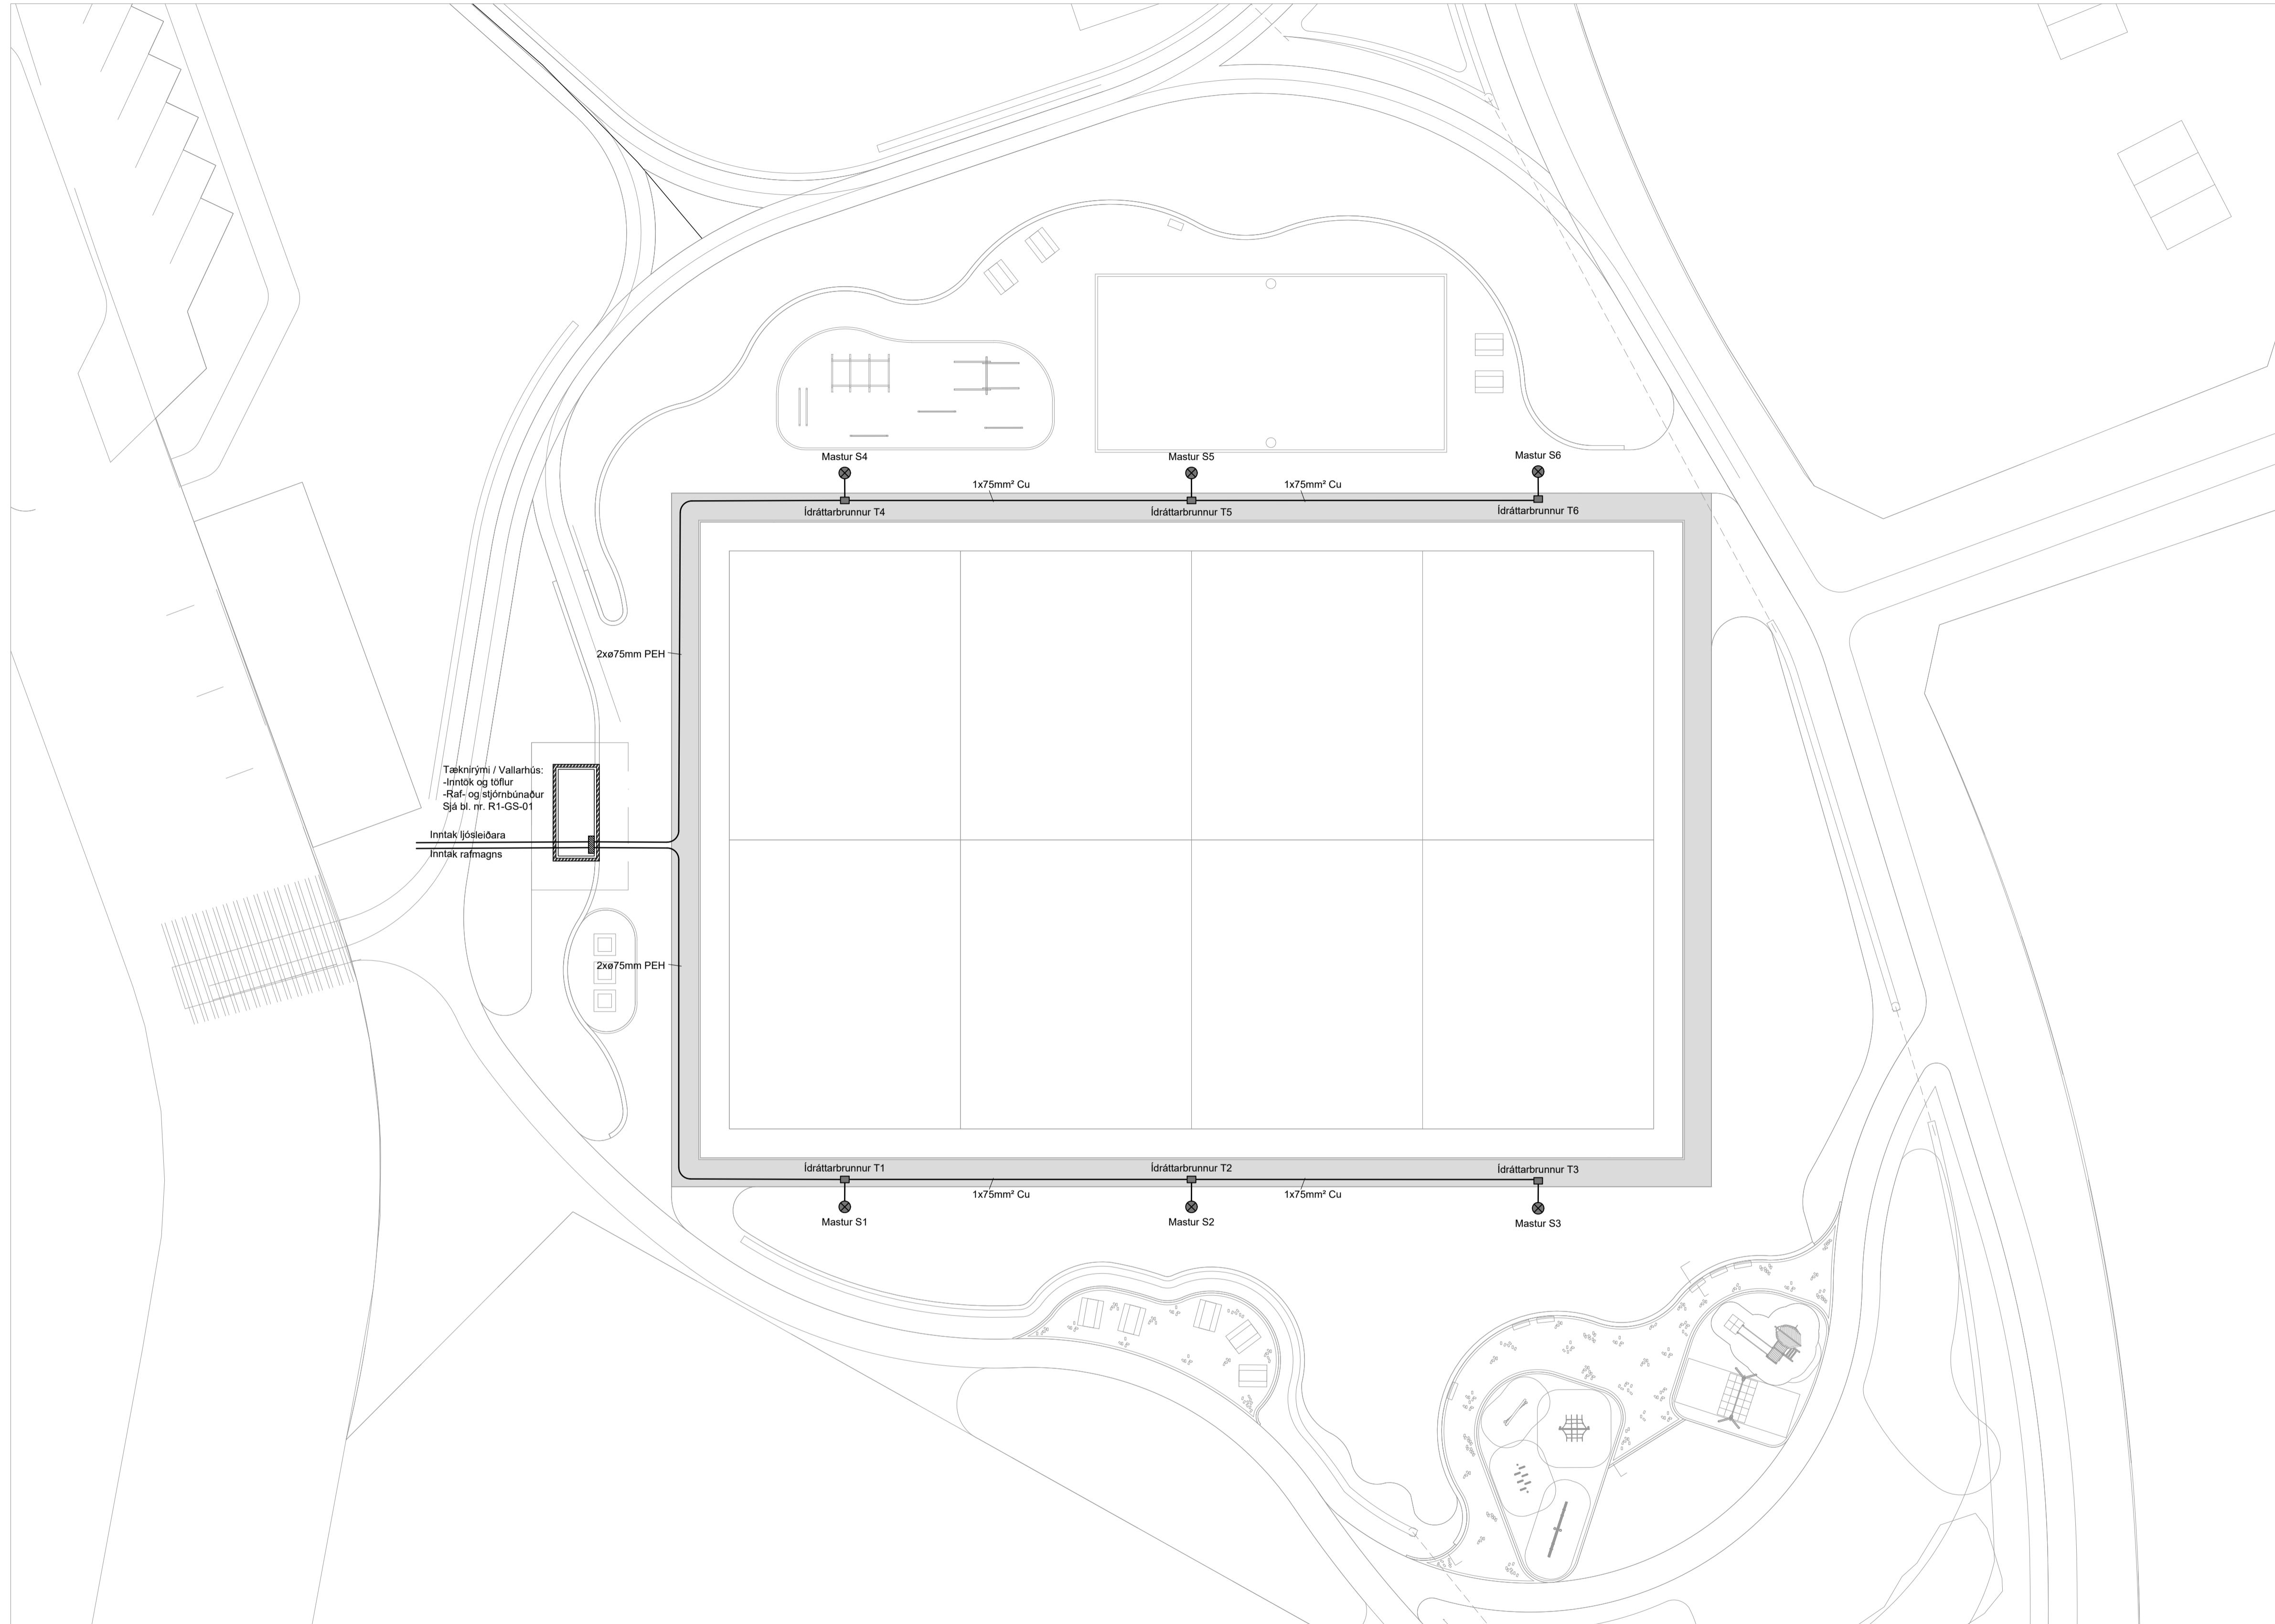 Mastur S4
Mastur S5
Mastur S6
1x75mm² Cu
1x75mm² Cu
Ídráttarbrunnur T4
Ídráttarbrunnur T5
Ídráttarbrunnur T6
2xø75mm PEH
Tæknirými / Vallarhús:
-Inntök og töflur
-Raf- og stjórnbúnaður
Sjá bl. nr. R1-GS-01
Inntak ljósleiðara
Inntak rafmagns
2xø75mm PEH
Ídráttarbrunnur T1
Ídráttarbrunnur T2
Ídráttarbrunnur T3
1x75mm² Cu
1x75mm² Cu
Mastur S1
Mastur S2
Mastur S3